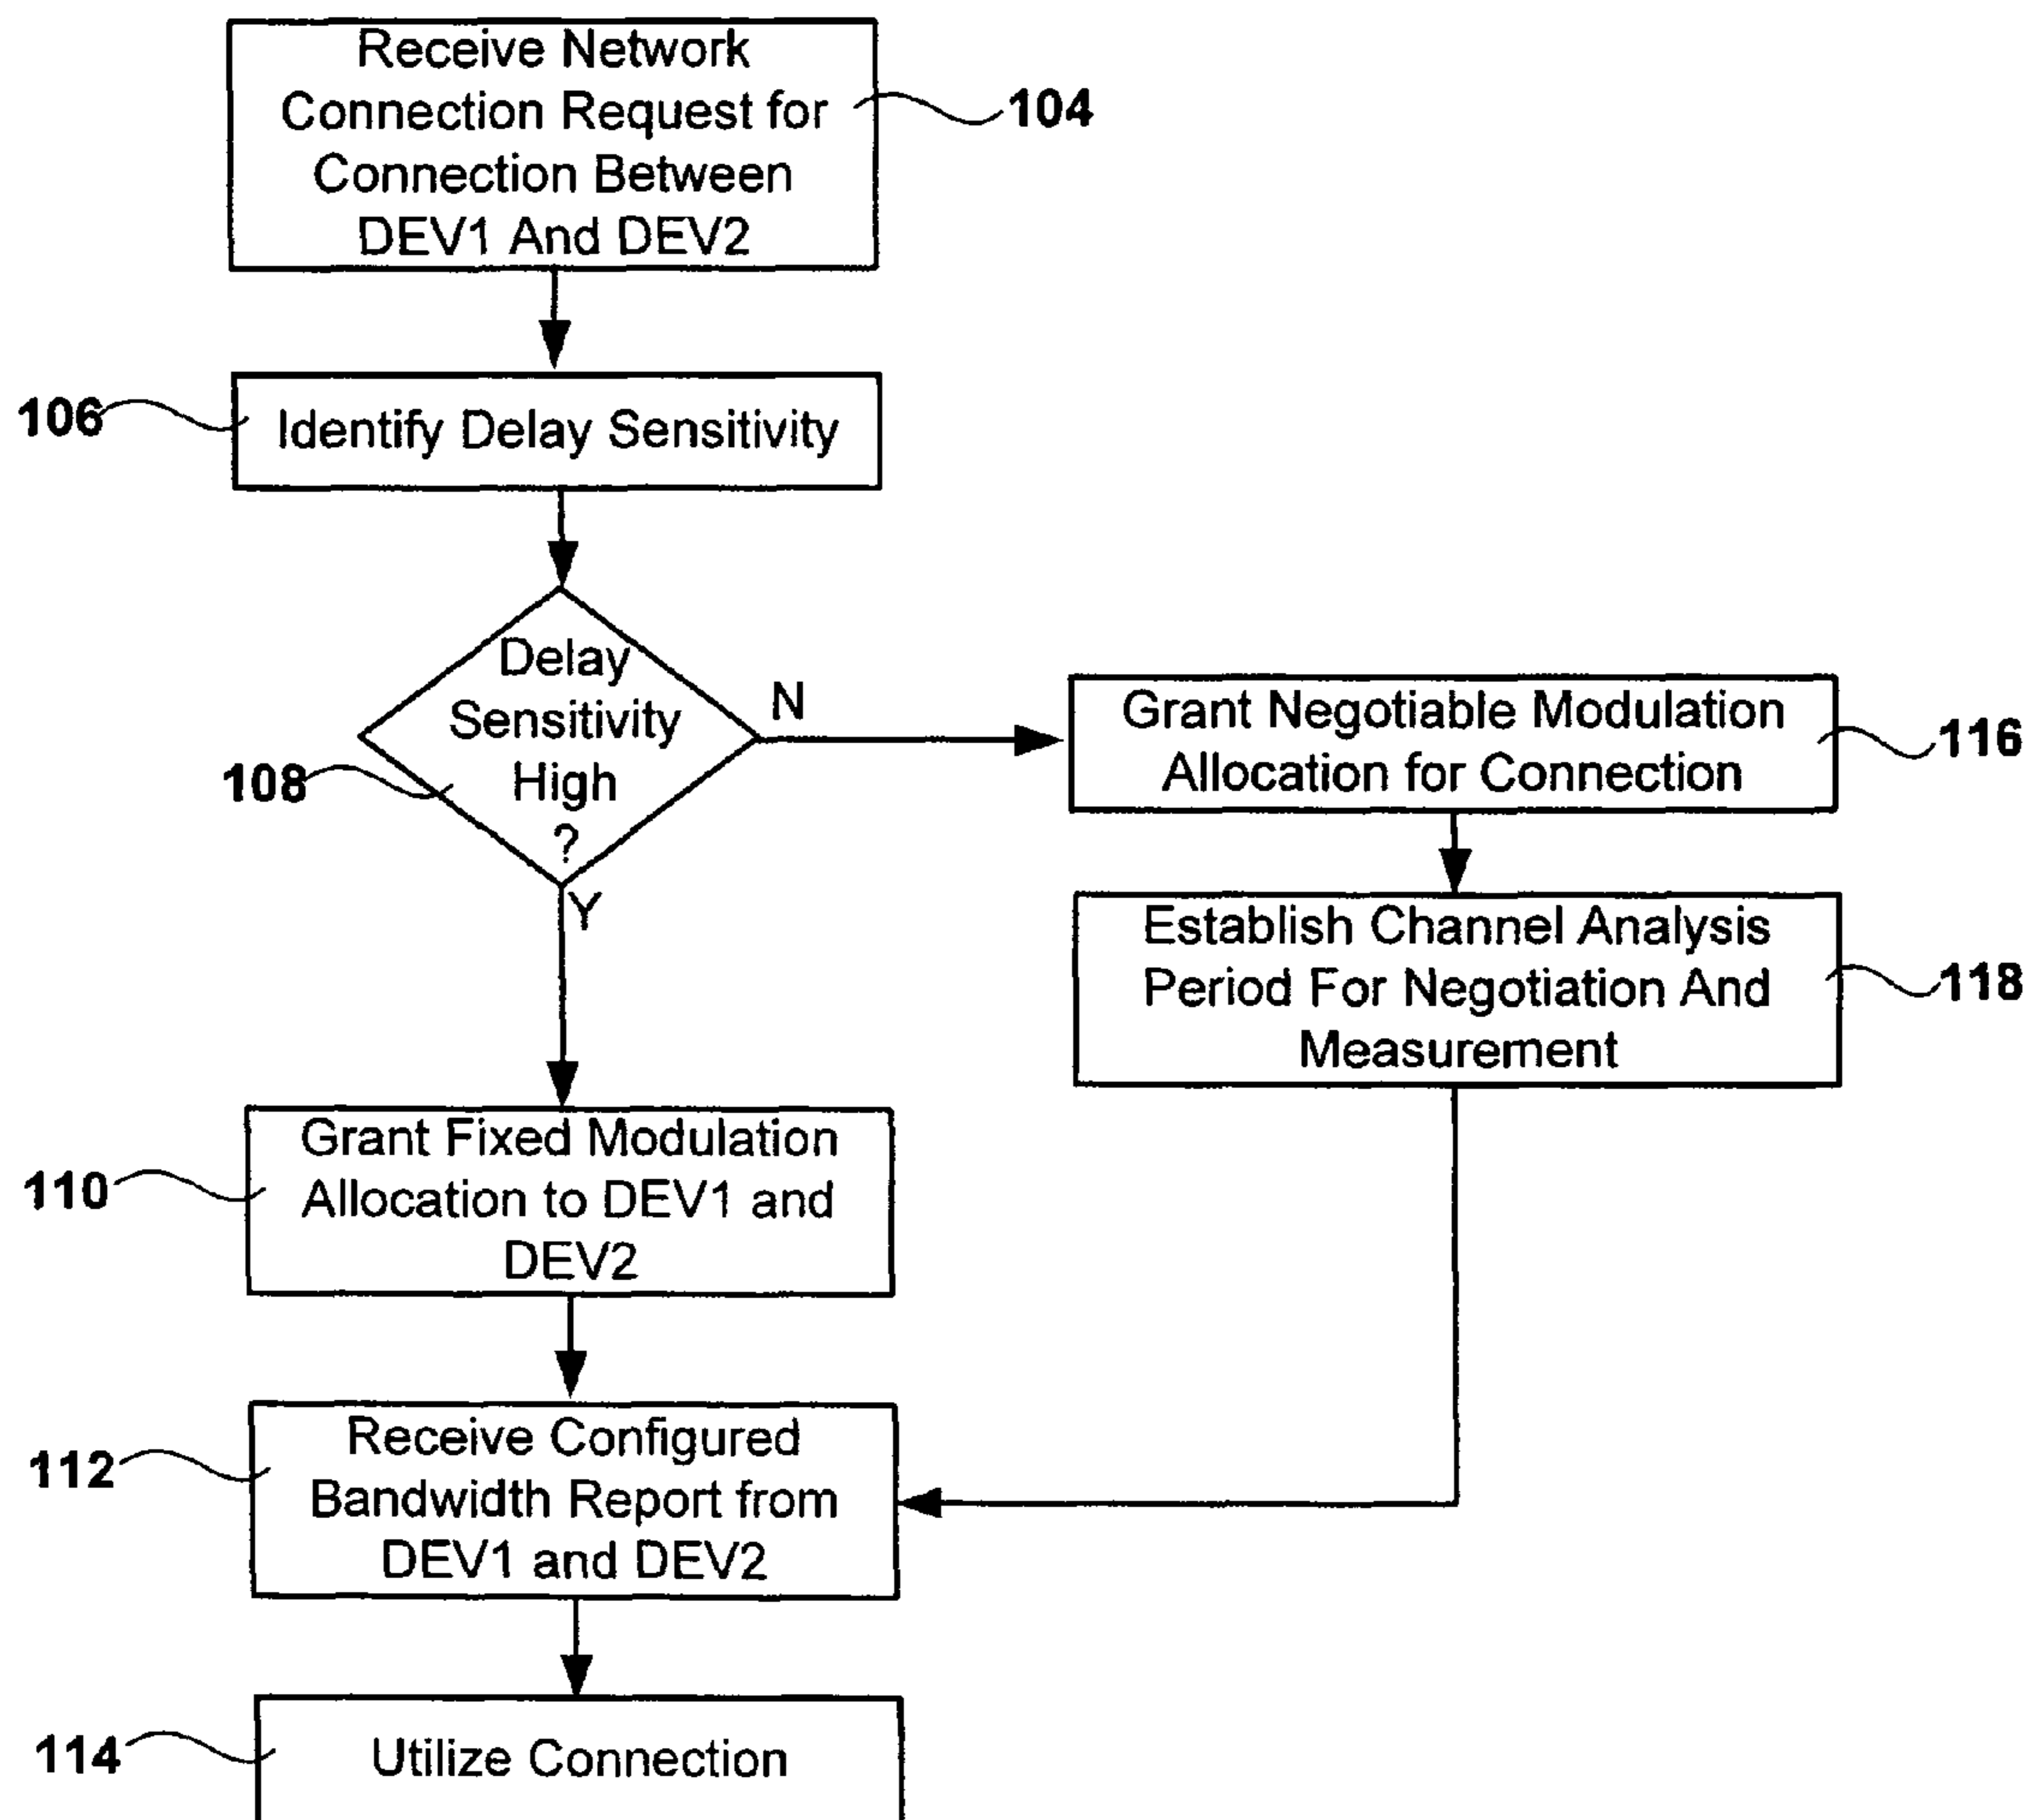 Receive Network
Connection Request for
Connection Between
DEV1 And DEV2
104
106
Identify Delay Sensitivity
Delay
Sensitivity
High
?
108
N
Y
Grant Negotiable Modulation
Allocation for Connection
116
Establish Channel Analysis
Period For Negotiation And
Measurement
118
Grant Fixed Modulation
Allocation to DEV1 and
DEV2
110
Receive Configured
Bandwidth Report from
DEV1 and DEV2
112
114
Utilize Connection